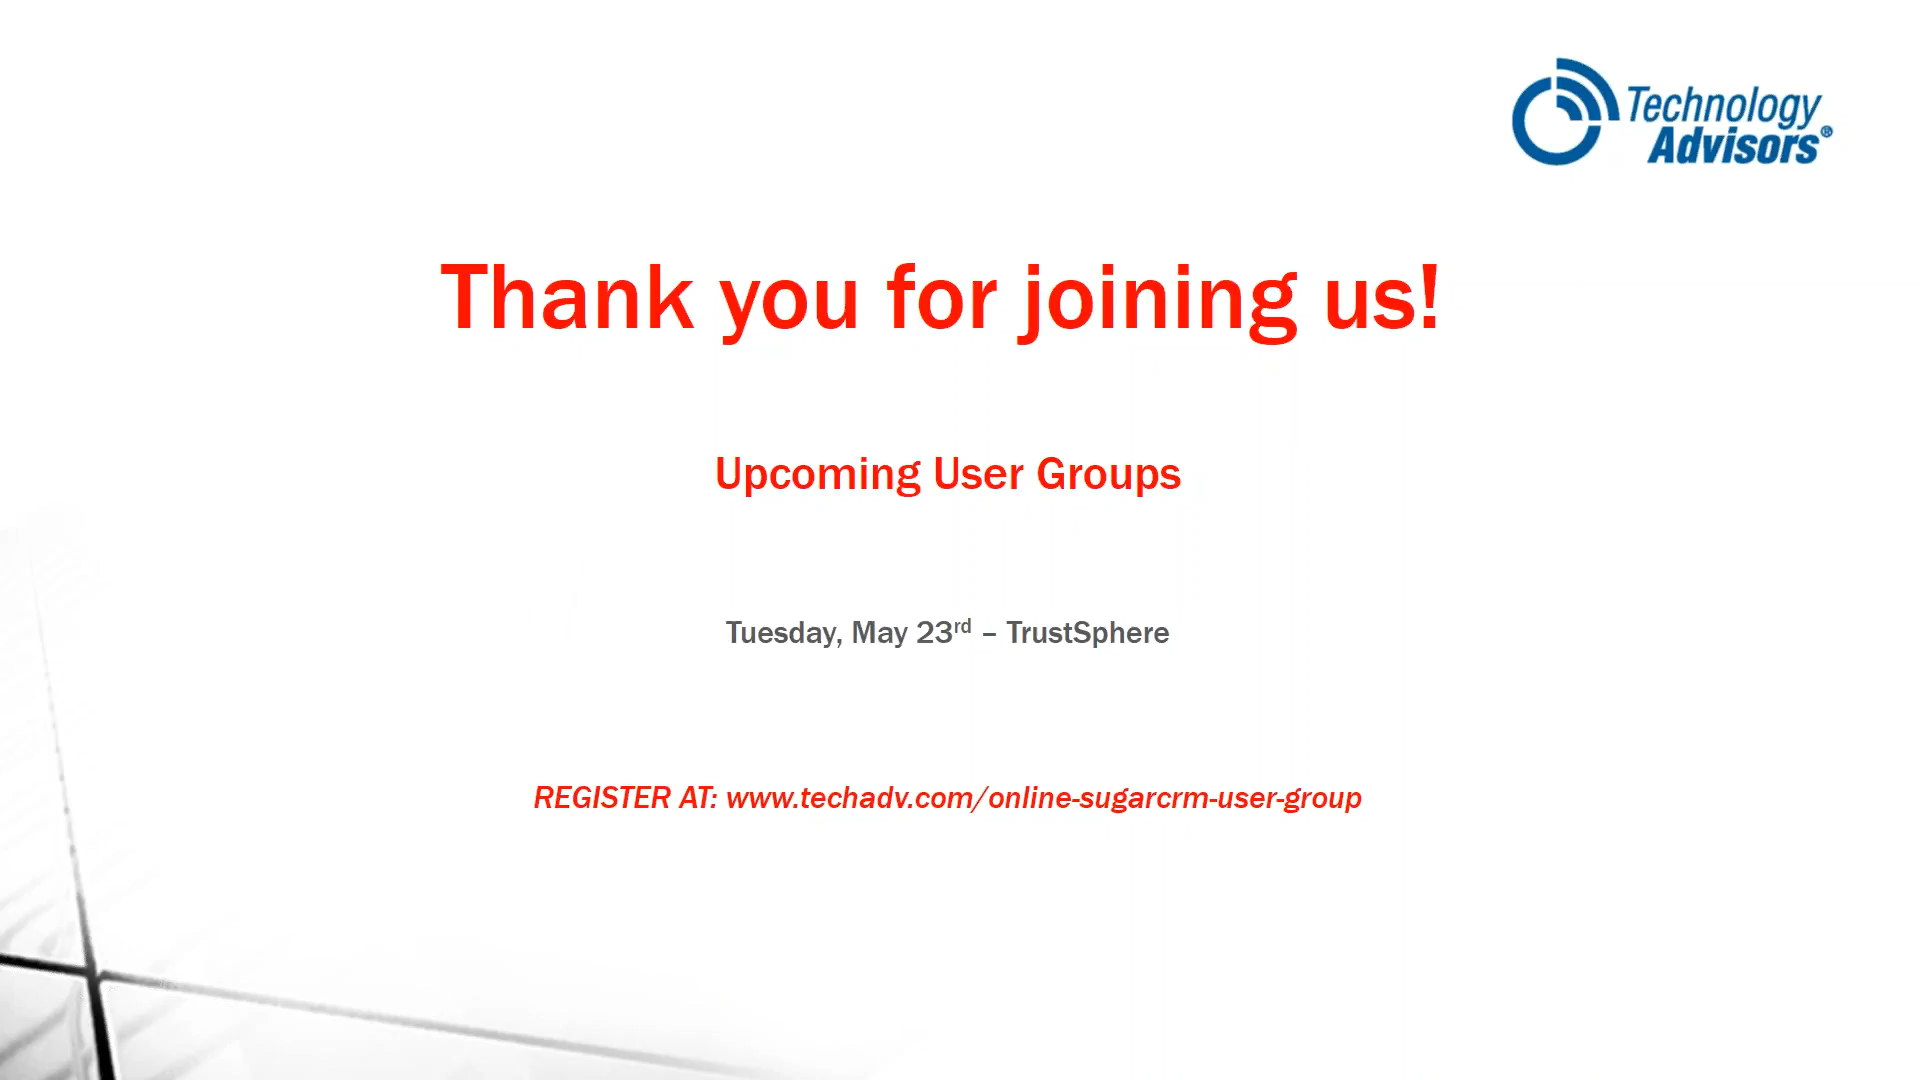 Technology
Advisors®
Thank you for joining us!
Upcoming User Groups
Tuesday, May 23rd – TrustSphere
REGISTER AT: www.techadv.com/online-sugarcrm-user-group